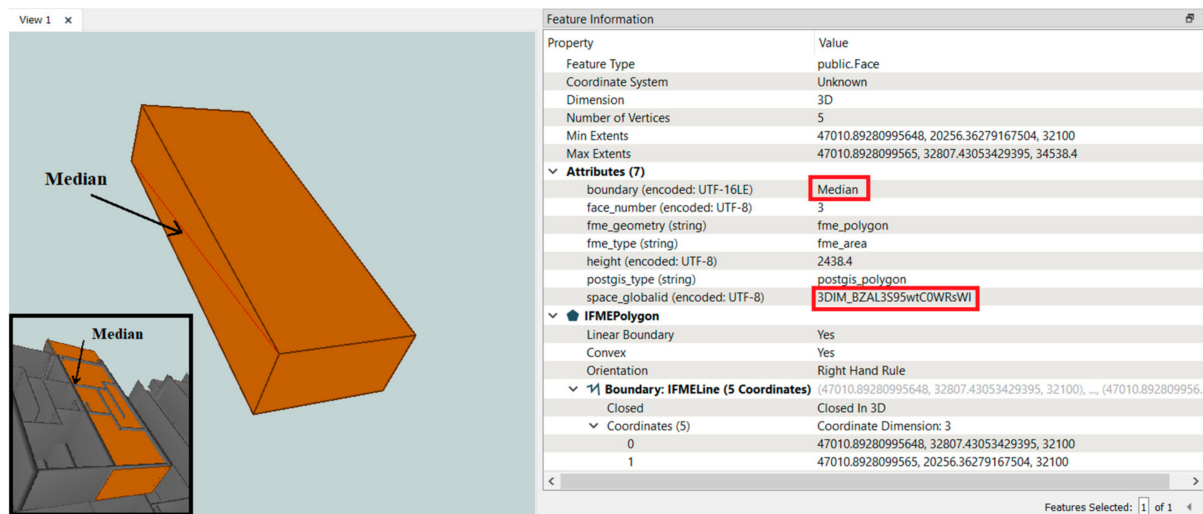 View 1 ×
Median
Median
Feature Information
Property Value
Feature Type public.Face
Coordinate System Unknown
Dimension 3D
Number of Vertices 5
Min Extents 47010.89280995648, 20256.36279167504, 32100
Max Extents 47010.8928099565, 32807.43053429395, 34538.4
Attributes (7)
boundary (encoded: UTF-16LE) Median
face_number (encoded: UTF-8) 3
fme_geometry (string) fme_polygon
fme_type (string) fme_area
height (encoded: UTF-8) 2438.4
postgis_type (string) postgis_polygon
space_globalid (encoded: UTF-8) 3DIM_BZAL3S95wtC0WRsWI
IFMEPolygon
Linear Boundary Yes
Convex Yes
Orientation Right Hand Rule
Boundary: IFMELine (5 Coordinates) (47010.89280995648, 32807.43053429395, 32100), ..., (47010.892809956...
Closed Closed In 3D
Coordinates (5) Coordinate Dimension: 3
0 47010.89280995648, 32807.43053429395, 32100
1 47010.8928099565, 20256.36279167504, 32100
Features Selected: 1 of 1